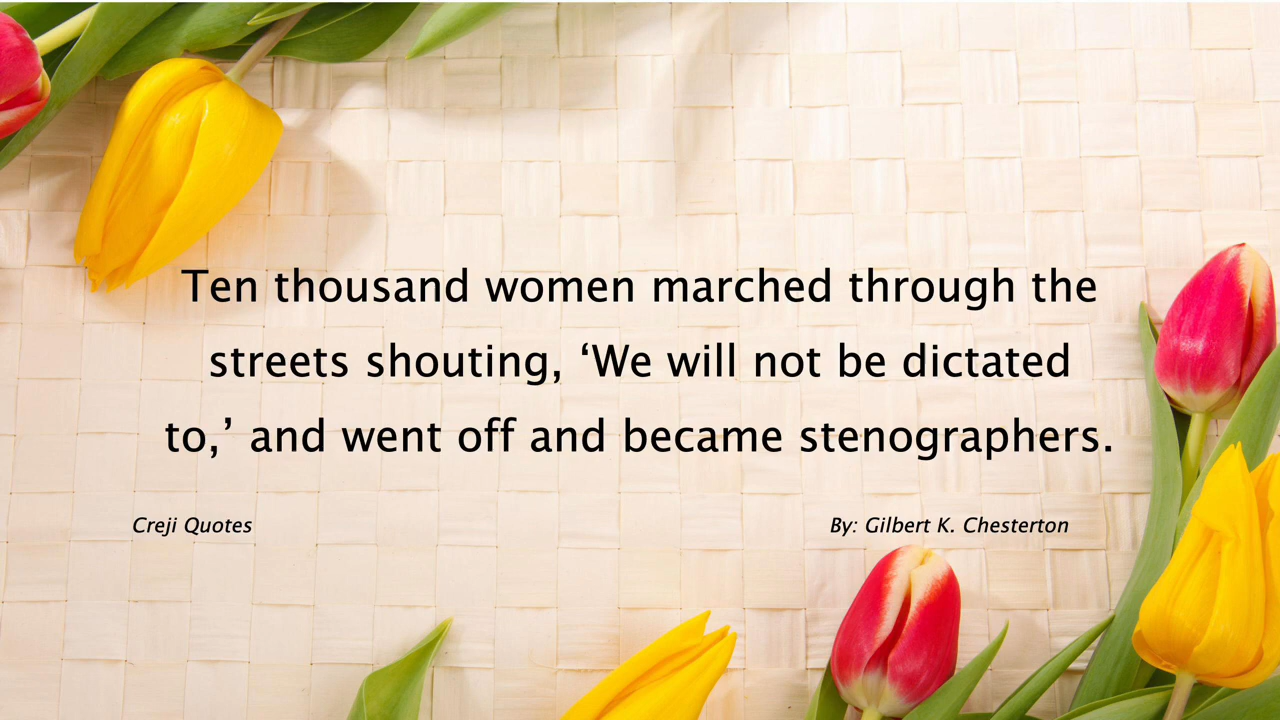 Ten thousand women marched through the
streets shouting, ‘We will not be dictated
to,’ and went off and became stenographers.
Creji Quotes
By: Gilbert K. Chesterton